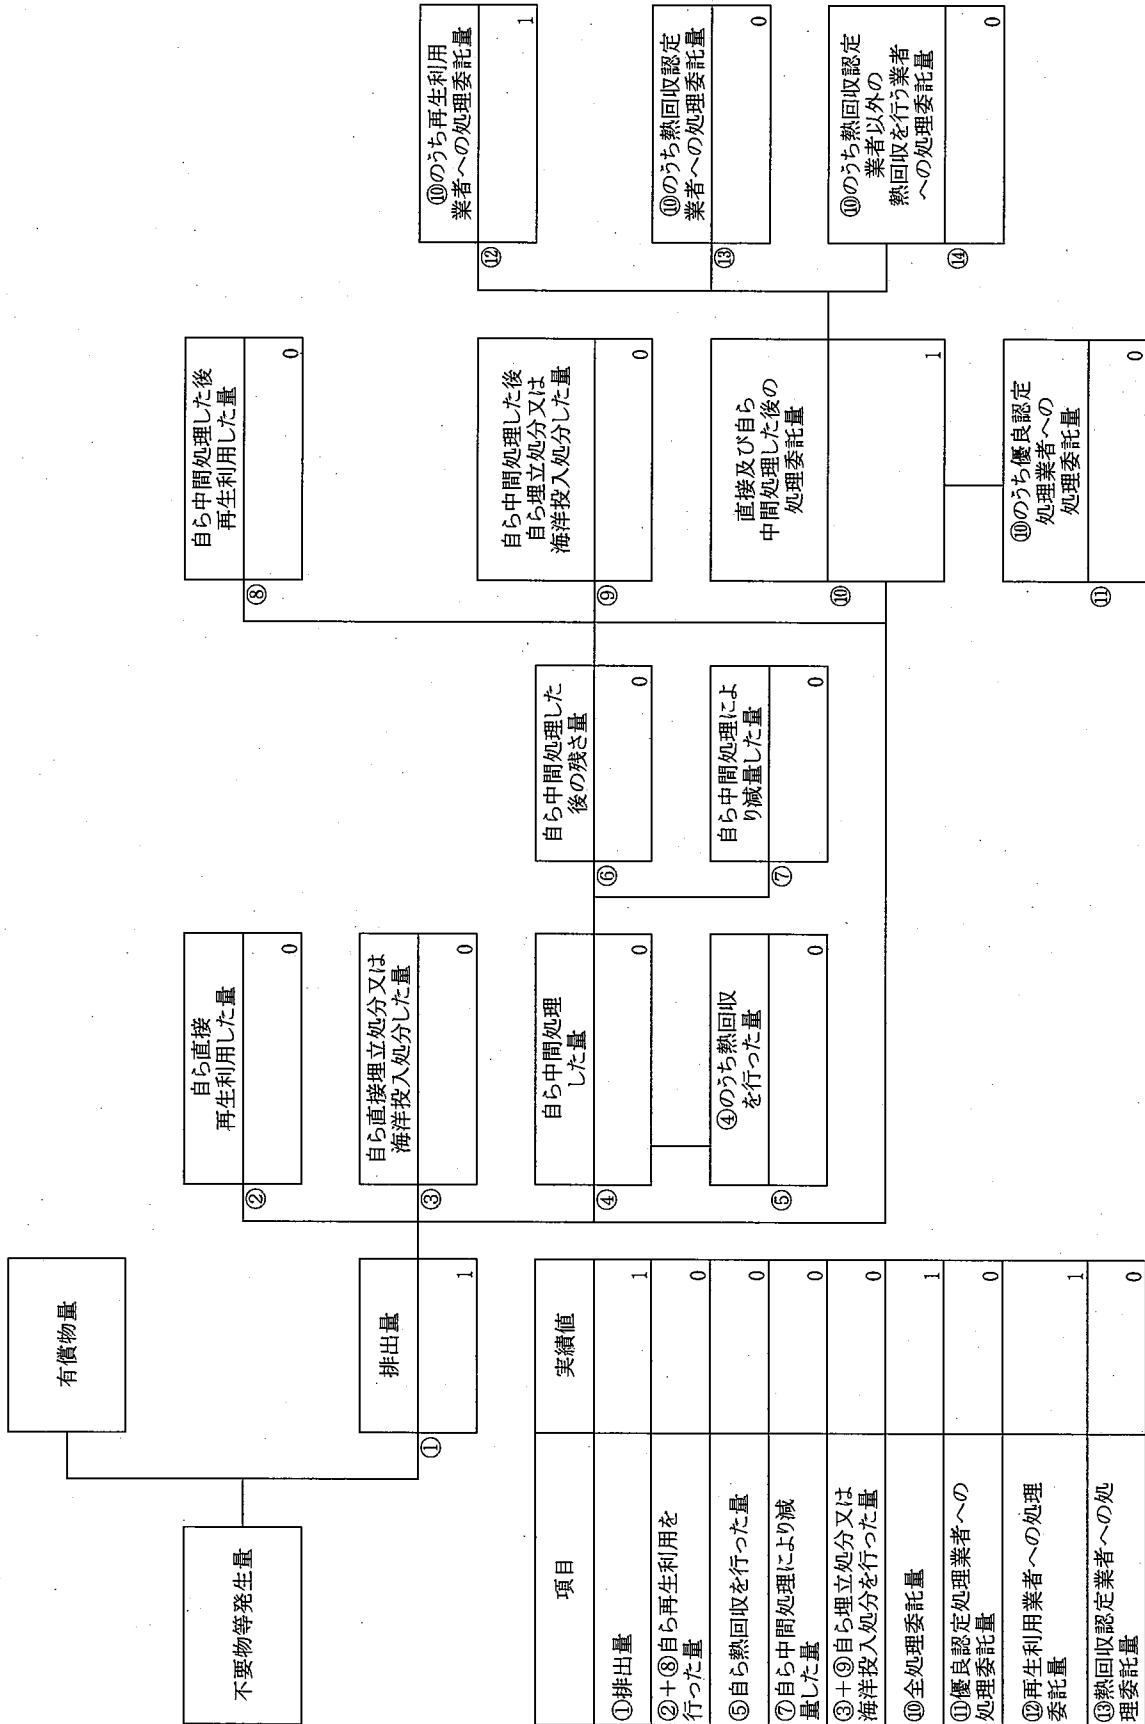 不要物等発生量
有償物量
排出量
①
1
自ら直接
再生利用した量
②
0
自ら直接埋立処分又は
海洋投入処分した量
③
0
自ら中間処理
した量
④
0
④のうち熱回収
を行った量
⑤
0
自ら中間処理した
後の残さ量
⑥
0
自ら中間処理によ
り減量した量
⑦
0
自ら中間処理した後
再生利用した量
⑧
0
自ら中間処理した後
自ら埋立処分又は
海洋投入処分した量
⑨
0
直接及び自ら
中間処理した後の
処理委託量
⑩
1
⑩のうち優良認定
処理業者への
処理委託量
⑪
0
⑩のうち再生利用
業者への処理委託量
⑫
1
⑩のうち熱回収認定
業者への処理委託量
⑬
0
⑩のうち熱回収認定
業者以外の
熱回収を行う業者
への処理委託量
⑭
0
項目 実績値
①排出量 1
②+⑧自ら再生利用を
行った量 0
⑤自ら熱回収を行った量 0
⑦自ら中間処理により減
量した量 0
③+⑨自ら埋立処分又は
海洋投入処分を行った量 0
⑩全処理委託量 1
⑪優良認定処理業者への
処理委託量 0
⑫再生利用業者への処理
委託量 1
⑬熱回収認定業者への処
理委託量 0